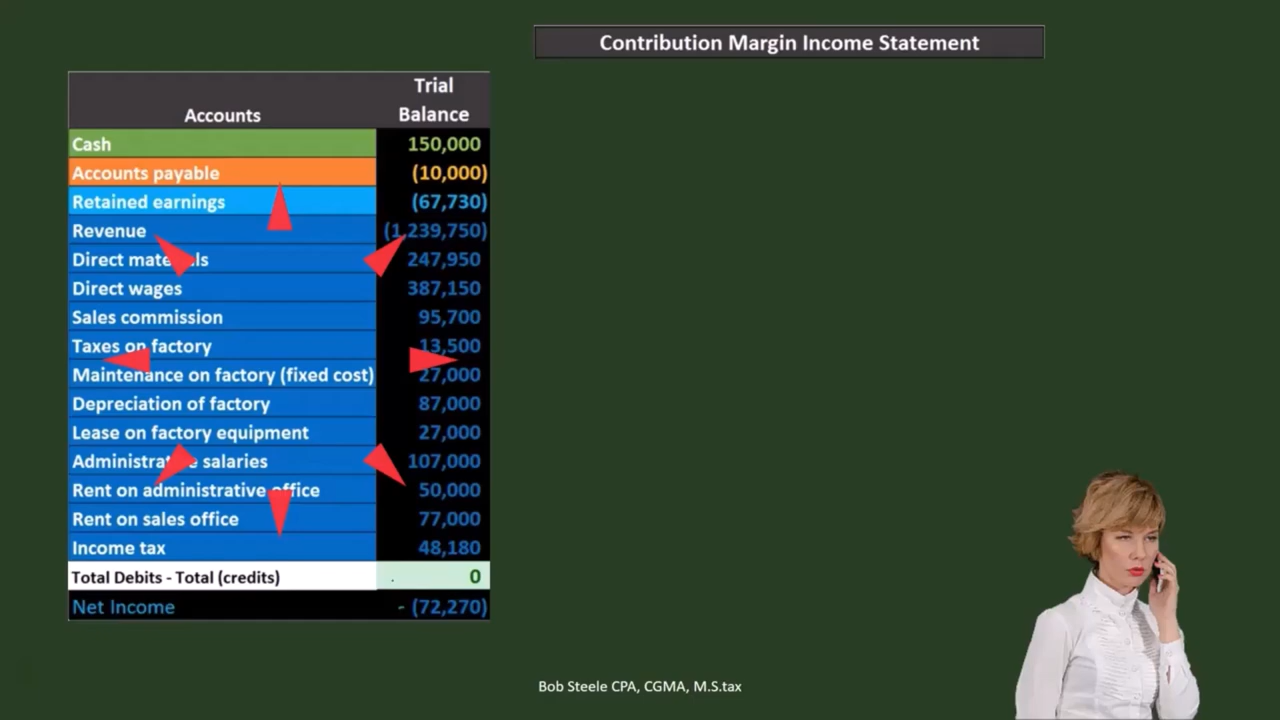 Contribution Margin Income Statement
Trial
Accounts Balance
Cash 150,000
Accounts payable (10,000)
Retained earnings (67,730)
Revenue (1,239,750)
Direct materials 247,950
Direct wages 387,150
Sales commission 95,700
Taxes on factory 13,500
Maintenance on factory (fixed cost) 27,000
Depreciation of factory 87,000
Lease on factory equipment 27,000
Administrative salaries 107,000
Rent on administrative office 50,000
Rent on sales office 77,000
Income tax 48,180
Total Debits - Total (credits) 0
Net Income - (72,270)
Bob Steele CPA, CGMA, M.S.tax